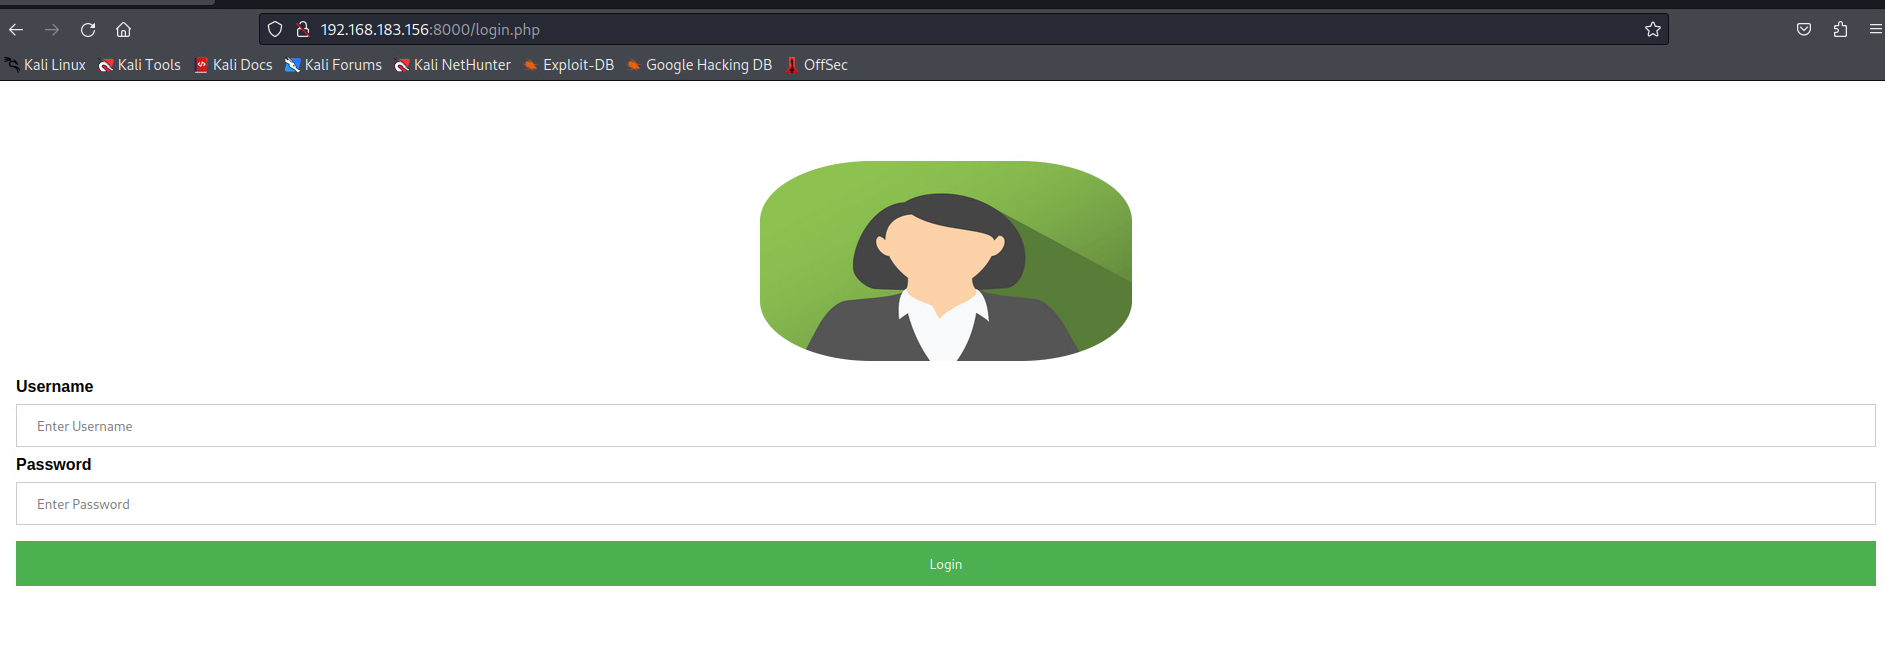 192.168.183.156:8000/login.php
Kali Linux Kali Tools Kali Docs Kali Forums Kali NetHunter Exploit-DB Google Hacking DB OffSec
Username
Enter Username
Password
Enter Password
Login